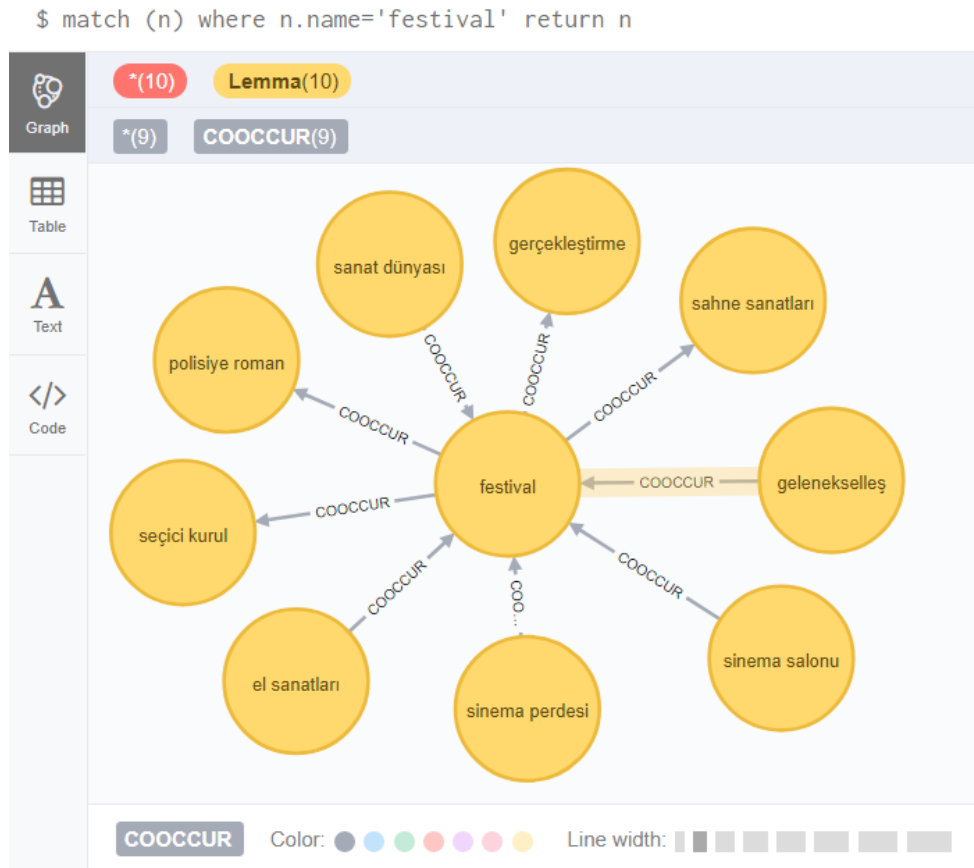 $ match (n) where n.name='festival' return n
Graph
*(10) Lemma(10)
*(9) COOCCUR(9)
Table
Text
Code
gerçekleştirme
sanat dünyası
sahne sanatları
COOCCUR
COOCCUR
COOCCUR
polisiye roman
COOCCUR
festival
COOCCUR
gelenekselleş
COOCCUR
seçici kurul
COOCCUR
COO...
COOCCUR
el sanatları
sinema perdesi
sinema salonu
COOCCUR Color: Line width: